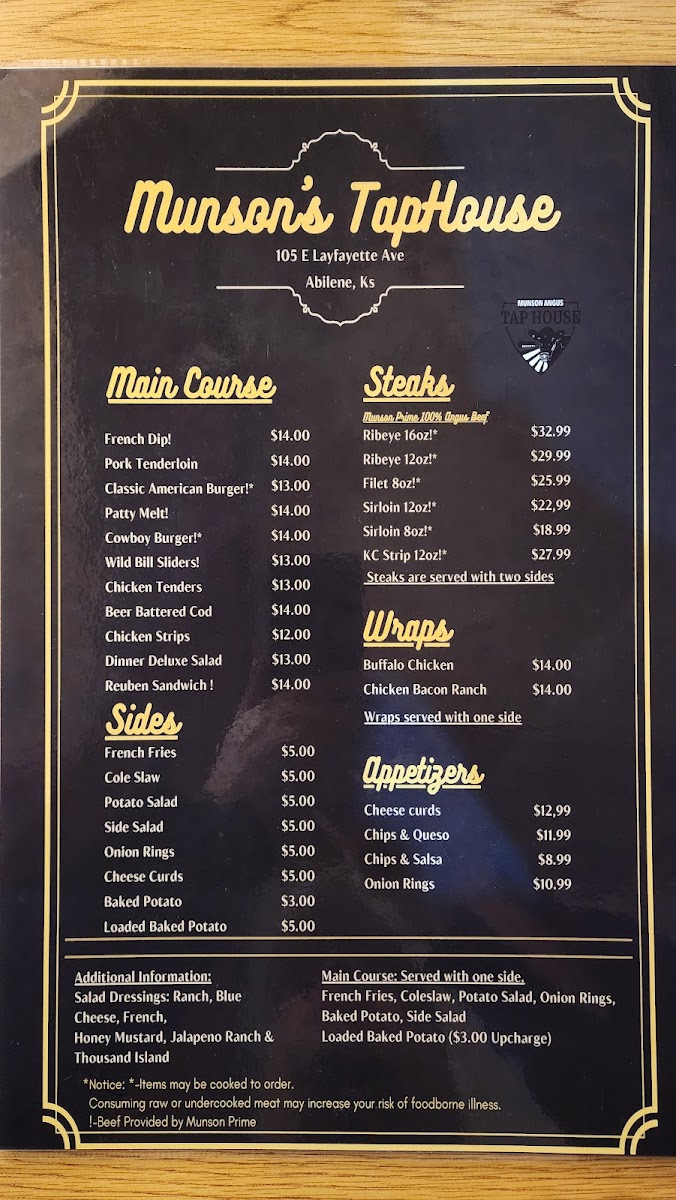 Munson's TapHouse
105 E Layfayette Ave
Abilene, Ks
MUNSON ANGUS
TAP HOUSE
Main Course
French Dip! $14.00
Pork Tenderloin $14.00
Classic American Burger!* $13.00
Patty Melt! $14.00
Cowboy Burger!* $14.00
Wild Bill Sliders! $13.00
Chicken Tenders $13.00
Beer Battered Cod $14.00
Chicken Strips $12.00
Dinner Deluxe Salad $13.00
Reuben Sandwich ! $14.00
Sides
French Fries $5.00
Cole Slaw $5.00
Potato Salad $5.00
Side Salad $5.00
Onion Rings $5.00
Cheese Curds $5.00
Baked Potato $3.00
Loaded Baked Potato $5.00
Steaks
Munson Prime 100% Angus Beef
Ribeye 16oz!* $32.99
Ribeye 12oz!* $29.99
Filet 8oz!* $25.99
Sirloin 12oz!* $22,99
Sirloin 8oz!* $18.99
KC Strip 12oz!* $27.99
Steaks are served with two sides
Wraps
Buffalo Chicken $14.00
Chicken Bacon Ranch $14.00
Wraps served with one side
Appetizers
Cheese curds $12,99
Chips & Queso $11.99
Chips & Salsa $8.99
Onion Rings $10.99
Additional Information:
Salad Dressings: Ranch, Blue
Cheese, French,
Honey Mustard, Jalapeno Ranch &
Thousand Island
Main Course: Served with one side.
French Fries, Coleslaw, Potato Salad, Onion Rings,
Baked Potato, Side Salad
Loaded Baked Potato ($3.00 Upcharge)
*Notice: *-Items may be cooked to order.
Consuming raw or undercooked meat may increase your risk of foodborne illness.
!-Beef Provided by Munson Prime